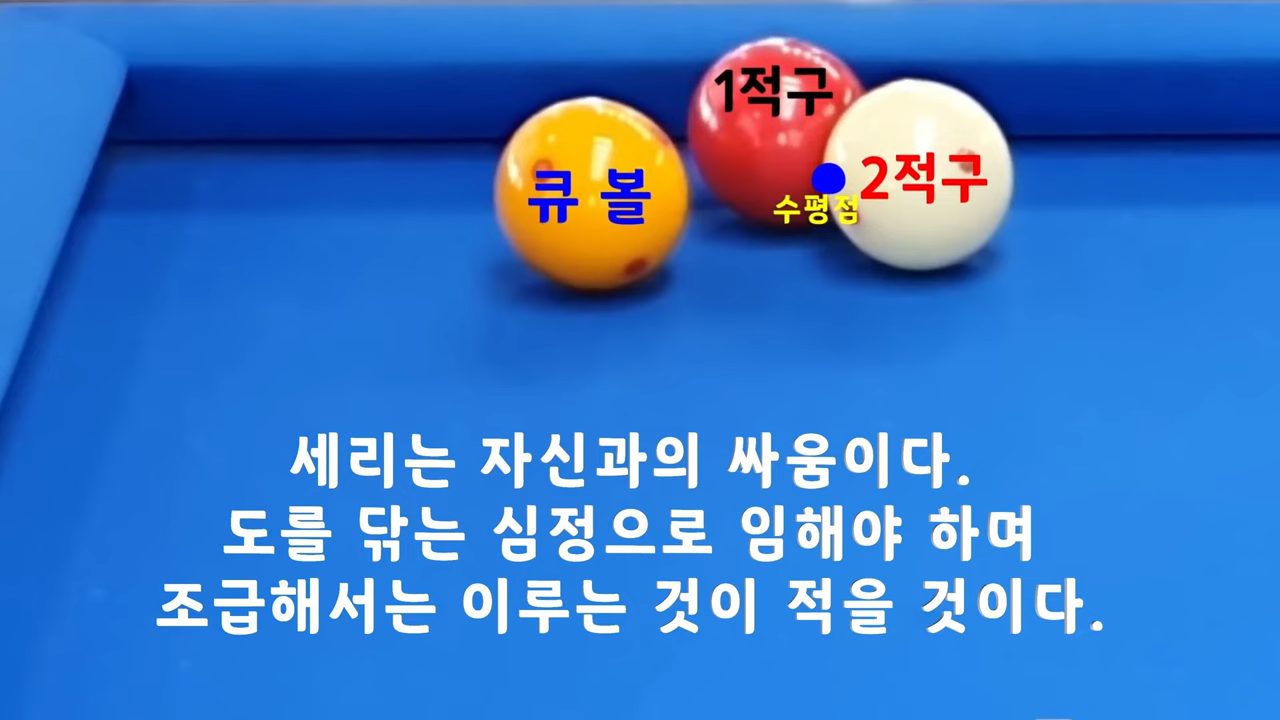 1적구
큐 볼
2적구
수평점
세리는 자신과의 싸움이다.
도를 닦는 심정으로 임해야 하며
조급해서는 이루는 것이 적을 것이다.